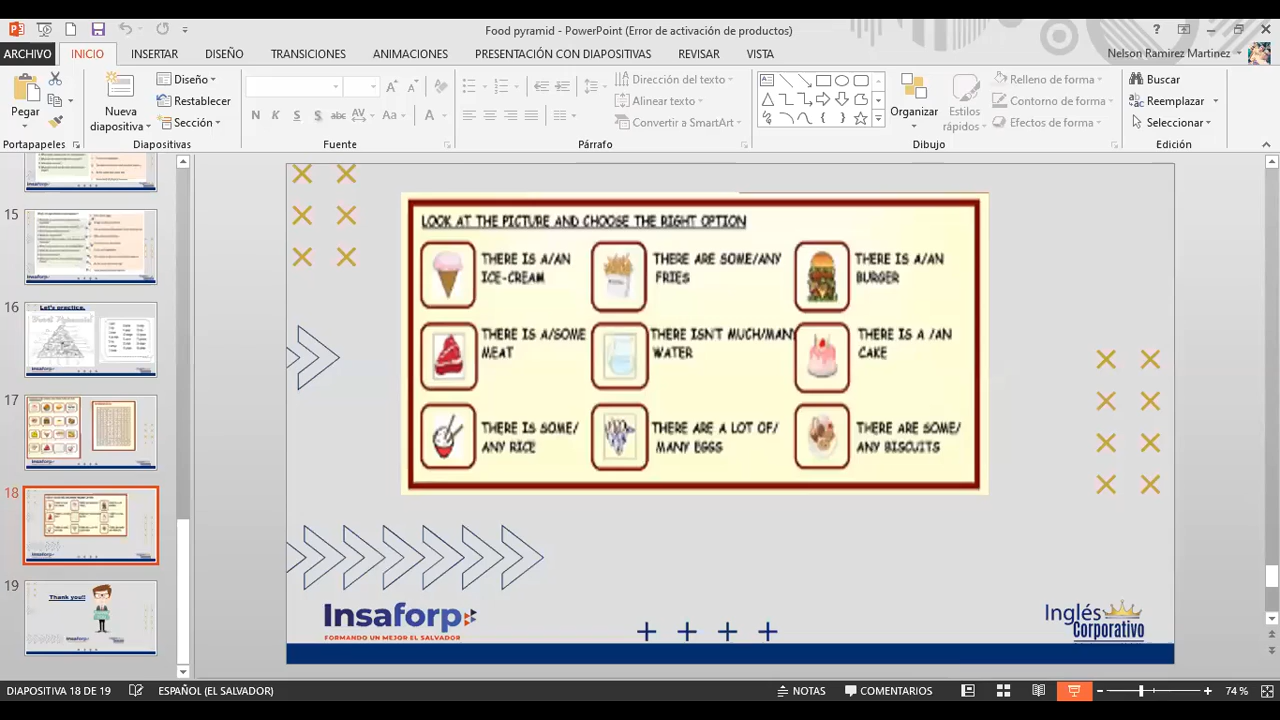 Food pyramid - PowerPoint (Error de activación de productos)
ARCHIVO INICIO INSERTAR DISEÑO TRANSICIONES ANIMACIONES PRESENTACIÓN CON DIAPOSITIVAS REVISAR VISTA Nelson Ramirez Martinez
Pegar
Nueva diapositiva
Diseño
Restablecer
Sección
N K S S abc AV Aa A
Dirección del texto
Alinear texto
Convertir a SmartArt
Organizar
Estilos rápidos
Relleno de forma
Contorno de forma
Efectos de forma
Buscar
Reemplazar
Seleccionar
Portapapeles Diapositivas Fuente Párrafo Dibujo Edición
15
16
Let's practice.
17
18
19
Thank you!!
LOOK AT THE PICTURE AND CHOOSE THE RIGHT OPTION
THERE IS A/AN
ICE-CREAM
THERE ARE SOME/ANY
FRIES
THERE IS A/AN
BURGER
THERE IS A/SOME
MEAT
THERE ISN'T MUCH/MAN
WATER
THERE IS A /AN
CAKE
THERE IS SOME/
ANY RICE
THERE ARE A LOT OF/
MANY EGGS
THERE ARE SOME/
ANY BISCUITS
Insaforp
FORMANDO UN MEJOR EL SALVADOR
Inglés
Corporativo
DIAPOSITIVA 18 DE 19 ESPAÑOL (EL SALVADOR) NOTAS COMENTARIOS 74 %